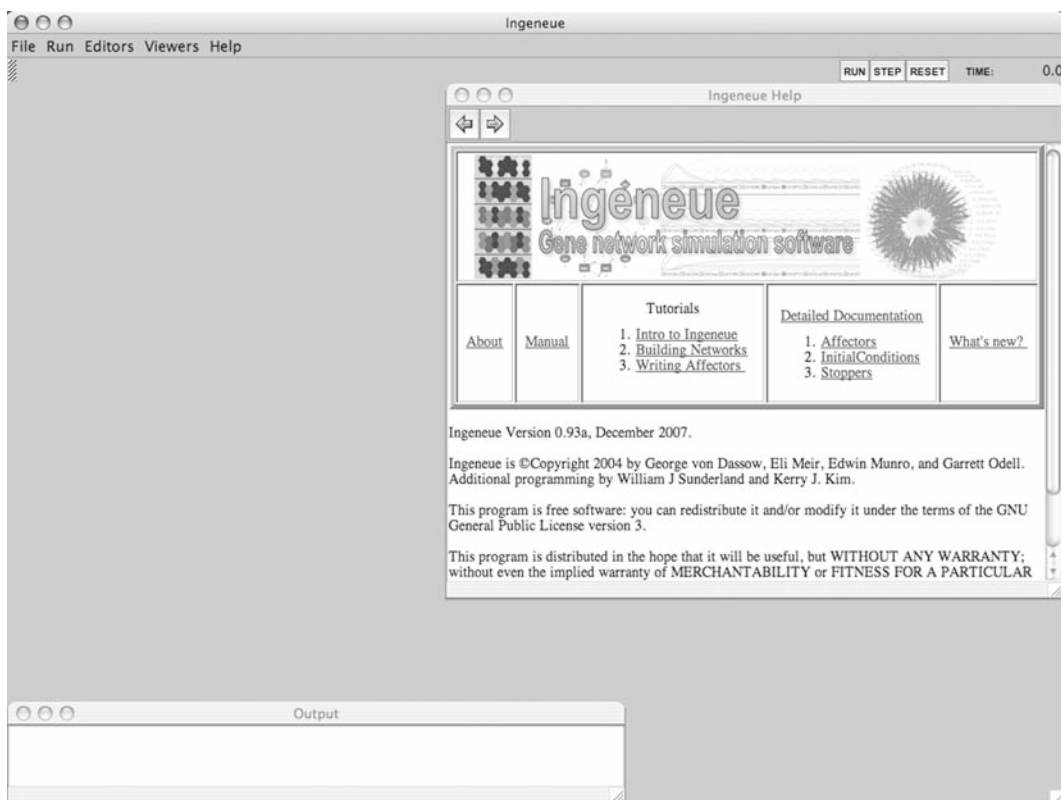 Ingeneue
File Run Editors Viewers Help
RUN STEP RESET TIME: 0.0
Ingeneue Help
Ingéneue
Gene network simulation software
About
Manual
Tutorials
1. Intro to Ingeneue
2. Building Networks
3. Writing Affectors
Detailed Documentation
1. Affectors
2. InitialConditions
3. Stoppers
What's new?
Ingeneue Version 0.93a, December 2007.
Ingeneue is ©Copyright 2004 by George von Dassow, Eli Meir, Edwin Munro, and Garrett Odell.
Additional programming by William J Sunderland and Kerry J. Kim.
This program is free software: you can redistribute it and/or modify it under the terms of the GNU
General Public License version 3.
This program is distributed in the hope that it will be useful, but WITHOUT ANY WARRANTY;
without even the implied warranty of MERCHANTABILITY or FITNESS FOR A PARTICULAR
Output